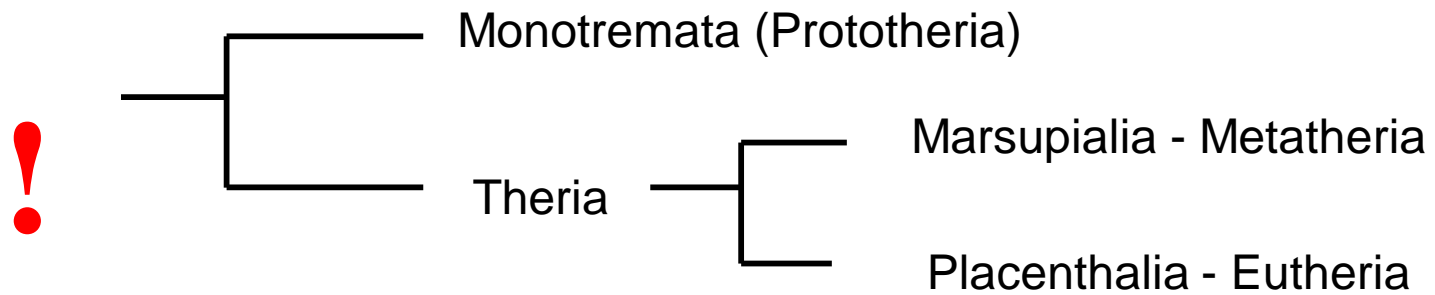 Monotremata (Prototheria)
!
Marsupialia - Metatheria
Theria
Placenthalia - Eutheria